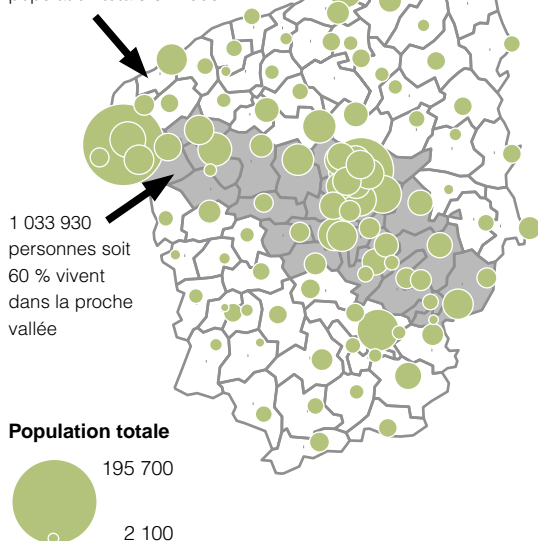 1 033 930
personnes soit
60 % vivent
dans la proche
vallée
Population totale
195 700
2 100